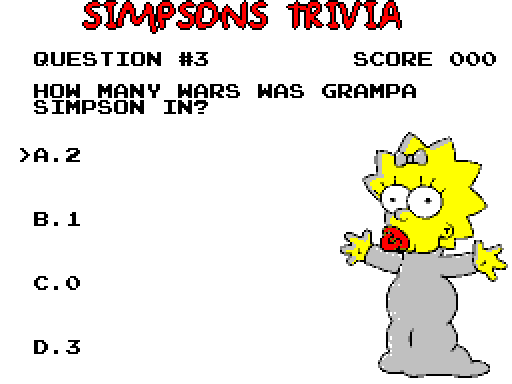 SIMPSONS TRIVIA
QUESTION #3 SCORE 000
HOW MANY WARS WAS GRAMPA
SIMPSON IN?
>A.2
B.1
C.0
D.3